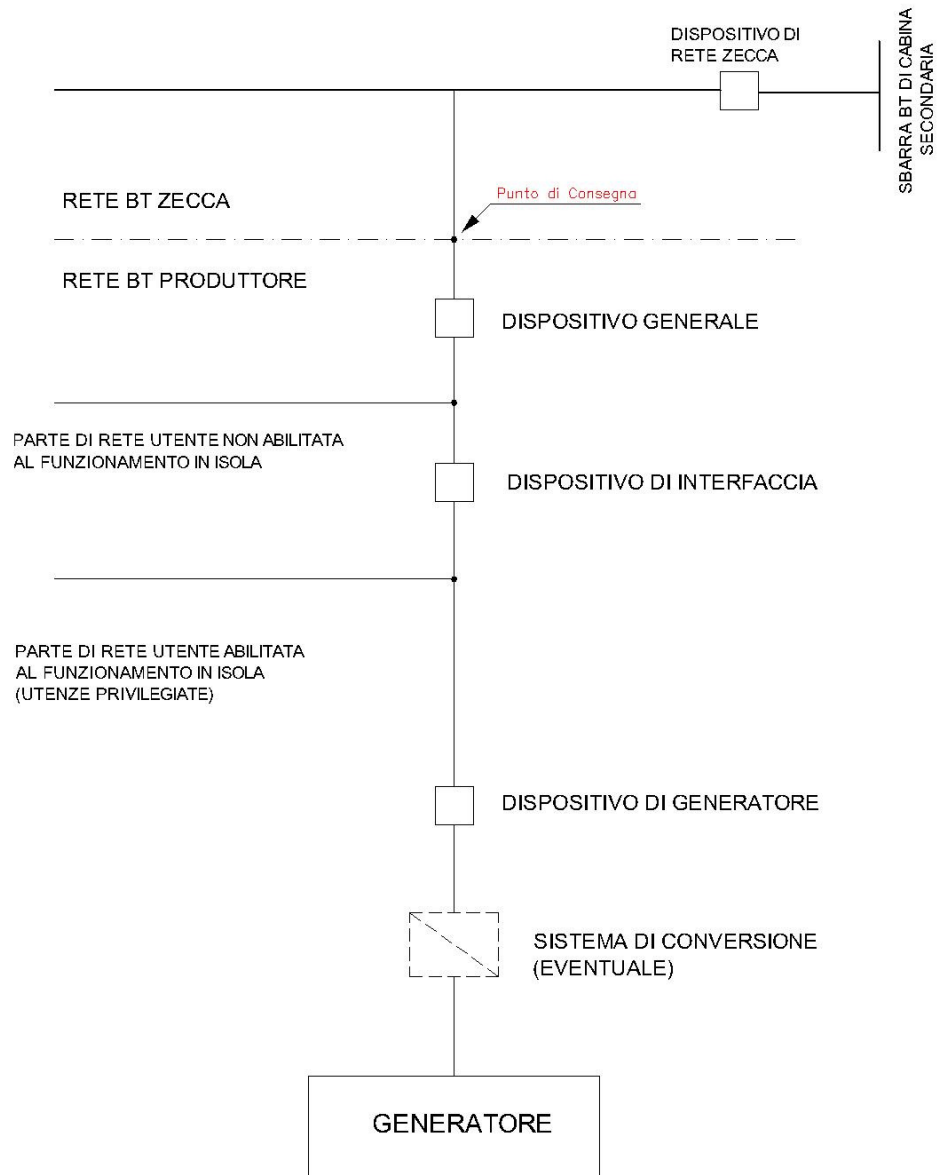 DISPOSITIVO DI
RETE ZECCA
SBARRA BT DI CABINA
SECONDARIA
RETE BT ZECCA
Punto di Consegna
RETE BT PRODUTTORE
DISPOSITIVO GENERALE
PARTE DI RETE UTENTE NON ABILITATA
AL FUNZIONAMENTO IN ISOLA
DISPOSITIVO DI INTERFACCIA
PARTE DI RETE UTENTE ABILITATA
AL FUNZIONAMENTO IN ISOLA
(UTENZE PRIVILEGIATE)
DISPOSITIVO DI GENERATORE
SISTEMA DI CONVERSIONE
(EVENTUALE)
GENERATORE